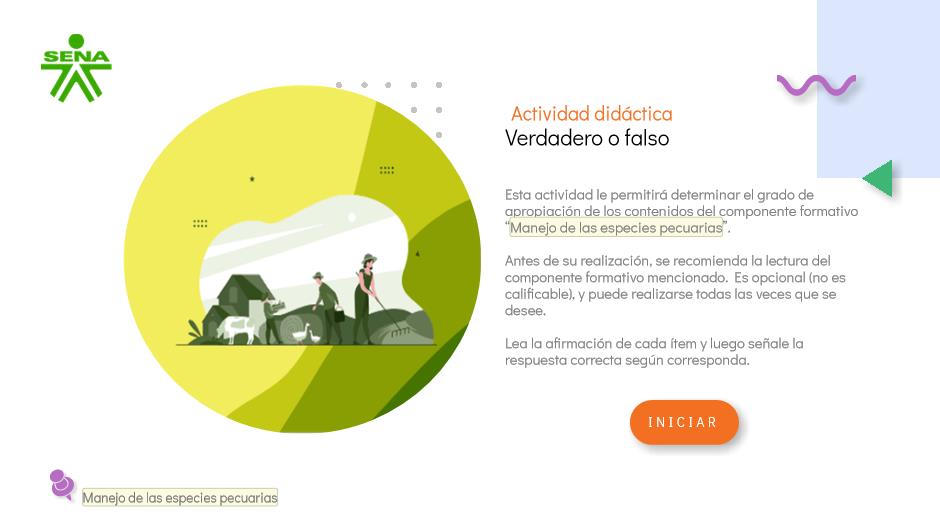 SENA
Actividad didáctica
Verdadero o falso
Esta actividad le permitirá determinar el grado de
apropiación de los contenidos del componente formativo
“Manejo de las especies pecuarias”.
Antes de su realización, se recomienda la lectura del
componente formativo mencionado. Es opcional (no es
calificable), y puede realizarse todas las veces que se
desee.
Lea la afirmación de cada ítem y luego señale la
respuesta correcta según corresponda.
INICIAR
Manejo de las especies pecuarias